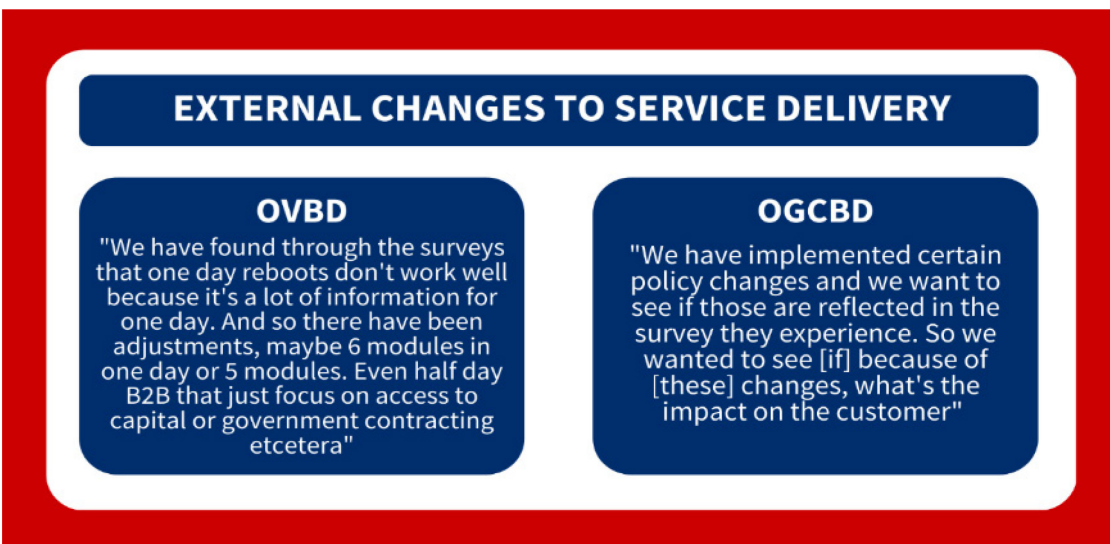 EXTERNAL CHANGES TO SERVICE DELIVERY
OVBD
"We have found through the surveys
that one day reboots don't work well
because it's a lot of information for
one day. And so there have been
adjustments, maybe 6 modules in
one day or 5 modules. Even half day
B2B that just focus on access to
capital or government contracting
etcetera"
OGCBD
"We have implemented certain
policy changes and we want to
see if those are reflected in the
survey they experience. So we
wanted to see [if] because of
[these] changes, what's the
impact on the customer"